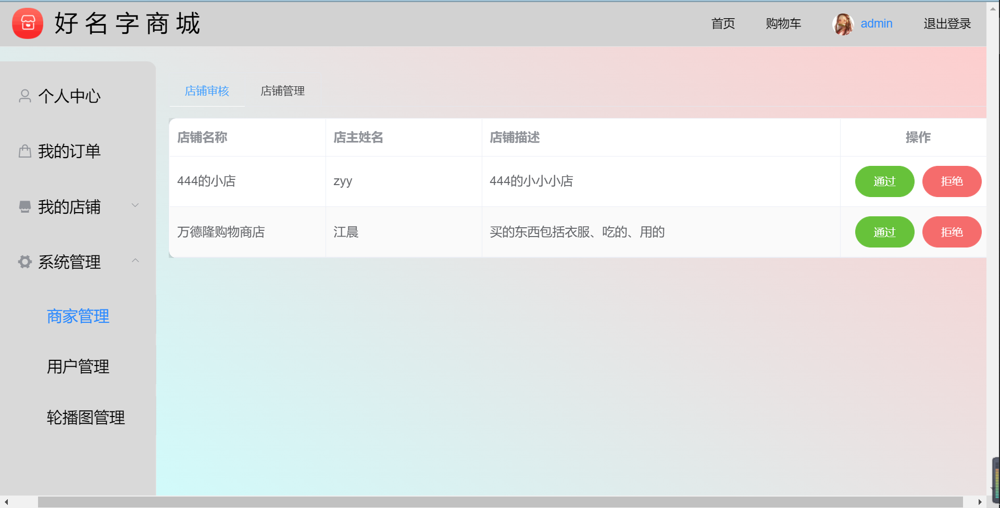 好名字商城
首页 购物车 admin 退出登录
个人中心
我的订单
我的店铺
系统管理
商家管理
用户管理
轮播图管理
店铺审核 店铺管理
店铺名称 店主姓名 店铺描述 操作
444的小店 zyy 444的小小小店 通过 拒绝
万德隆购物商店 江晨 买的东西包括衣服、吃的、用的 通过 拒绝